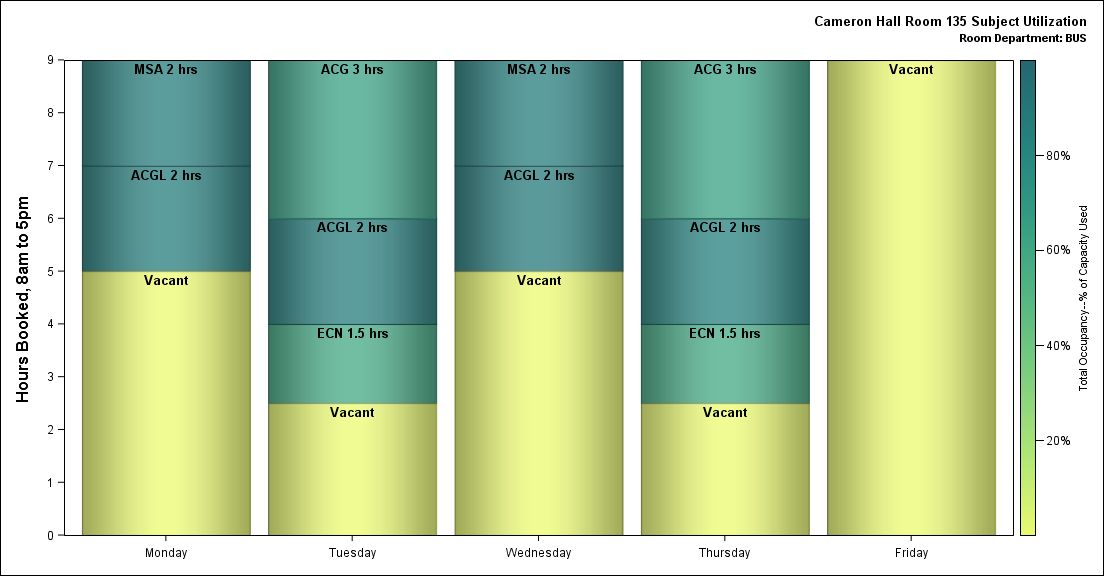 Cameron Hall Room 135 Subject Utilization
Room Department: BUS
Hours Booked, 8am to 5pm
9
8
7
6
5
4
3
2
1
0
MSA 2 hrs
ACGL 2 hrs
Vacant
ACG 3 hrs
ACGL 2 hrs
ECN 1.5 hrs
Vacant
MSA 2 hrs
ACGL 2 hrs
Vacant
ACG 3 hrs
ACGL 2 hrs
ECN 1.5 hrs
Vacant
Vacant
Monday
Tuesday
Wednesday
Thursday
Friday
80%
60%
40%
20%
Total Occupancy--% of Capacity Used